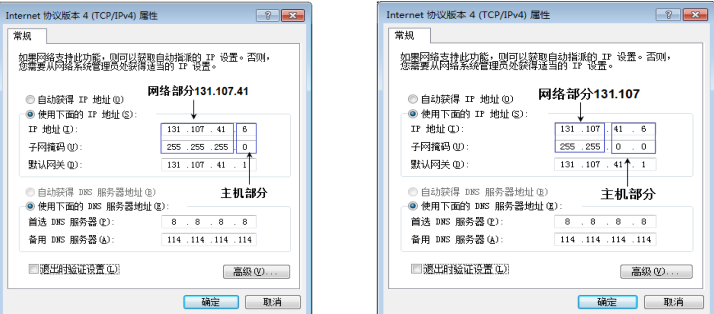 Internet 协议版本 4 (TCP/IPv4) 属性
常规
如果网络支持此功能，则可以获取自动指派的 IP 设置。否则，
您需要从网络系统管理员处获得适当的 IP 设置。
网络部分131.107.41
自动获得 IP 地址(O)
使用下面的 IP 地址(S):
IP 地址(I): 131 .107 . 41 . 6
子网掩码(U): 255 .255 .255 . 0
默认网关(D): 131 .107 . 41 . 1
主机部分
自动获得 DNS 服务器地址(B)
使用下面的 DNS 服务器地址(E):
首选 DNS 服务器(P): 8 . 8 . 8 . 8
备用 DNS 服务器(A): 114 .114 .114 .114
退出时验证设置(L)
高级(V)...
确定 取消
Internet 协议版本 4 (TCP/IPv4) 属性
常规
如果网络支持此功能，则可以获取自动指派的 IP 设置。否则，
您需要从网络系统管理员处获得适当的 IP 设置。
网络部分131.107
自动获得 IP 地址(O)
使用下面的 IP 地址(S):
IP 地址(I): 131 .107 . 41 . 6
子网掩码(U): 255 .255 . 0 . 0
默认网关(D): 131 .107 . 41 . 1
主机部分
自动获得 DNS 服务器地址(B)
使用下面的 DNS 服务器地址(E):
首选 DNS 服务器(P): 8 . 8 . 8 . 8
备用 DNS 服务器(A): 114 .114 .114 .114
退出时验证设置(L)
高级(V)...
确定 取消